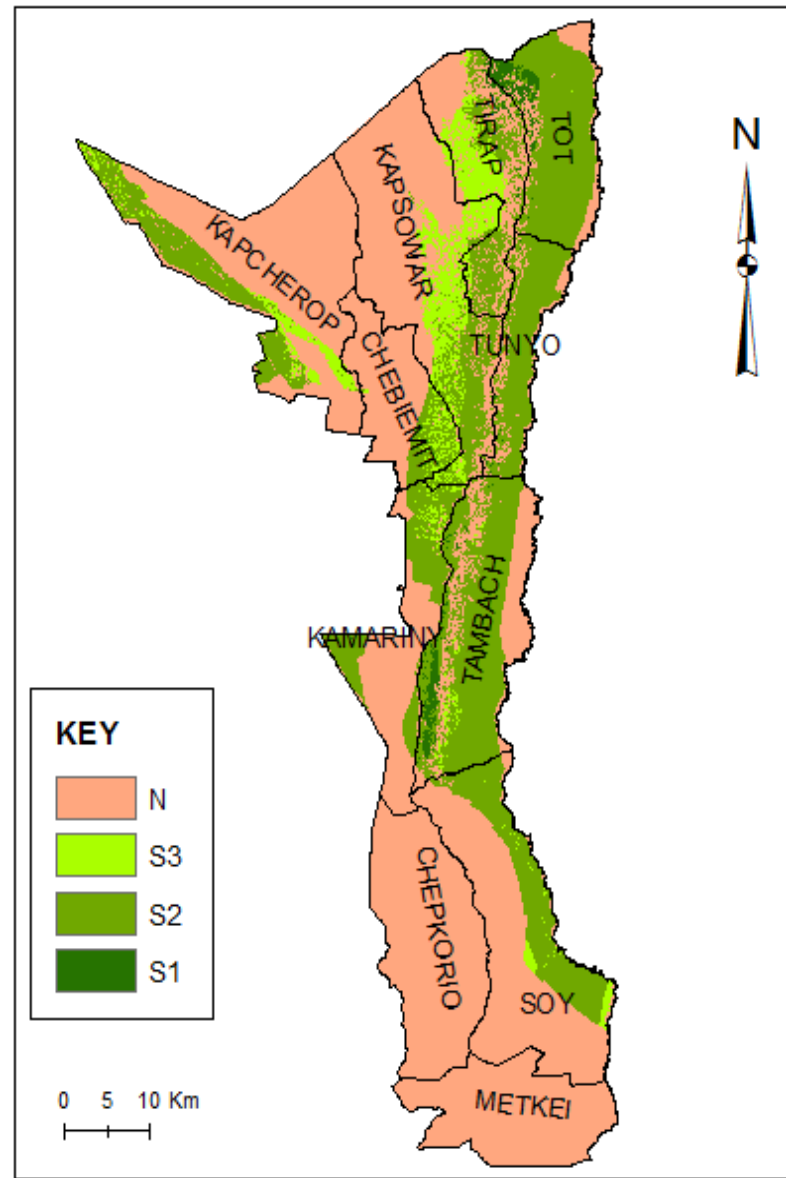 TIRAP
TOT
N
KAPSOWAR
KAPCHEROP
TUNYO
CHEBIEMIT
TAMBACH
KAMARINY
KEY
N
S3
S2
S1
CHEPKORIO
SOY
METKEI
0 5 10 Km